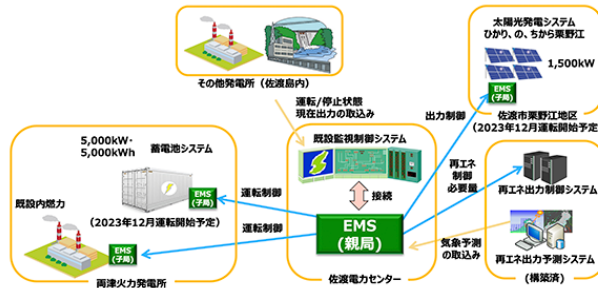 その他発電所（佐渡島内）
太陽光発電システム
ひかり、の、ちから栗野江
1,500kW
EMS
(子局)
佐渡市栗野江地区
（2023年12月運転開始予定）
運転/停止状態
現在出力の取込み
出力制御
既設監視制御システム
接続
EMS
(親局)
佐渡電力センター
再エネ
制御
必要量
気象予測
の取込み
再エネ出力制御システム
再エネ出力予測システム
(構築済)
5,000kW・
5,000kWh
蓄電池システム
EMS
(子局)
（2023年12月運転開始予定）
運転制御
既設内燃力
EMS
(子局)
運転制御
両津火力発電所